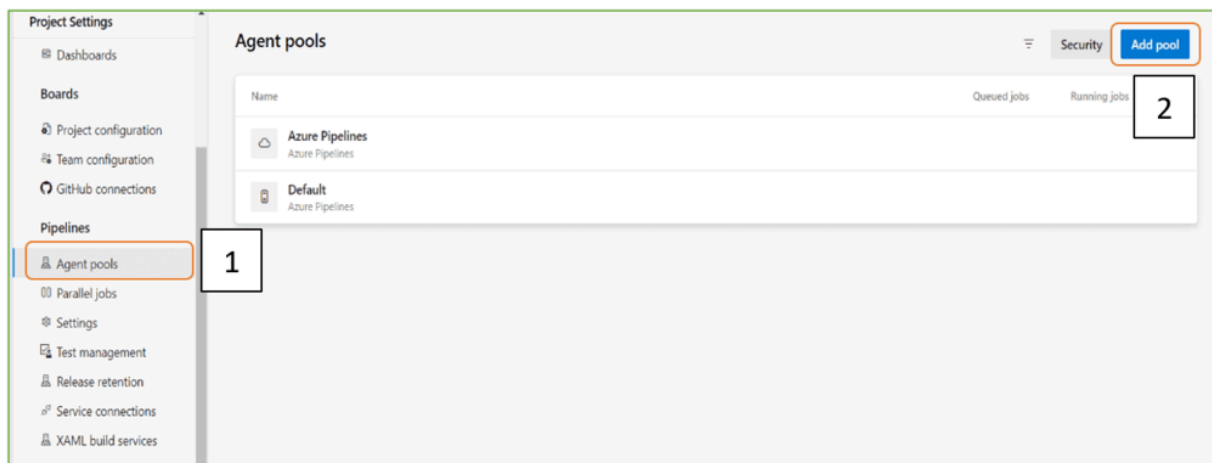 Project Settings
Dashboards
Boards
Project configuration
Team configuration
GitHub connections
Pipelines
Agent pools
Parallel jobs
Settings
Test management
Release retention
Service connections
XAML build services
1
Agent pools
Security
Add pool
2
Name
Queued jobs
Running jobs
Azure Pipelines
Azure Pipelines
Default
Azure Pipelines